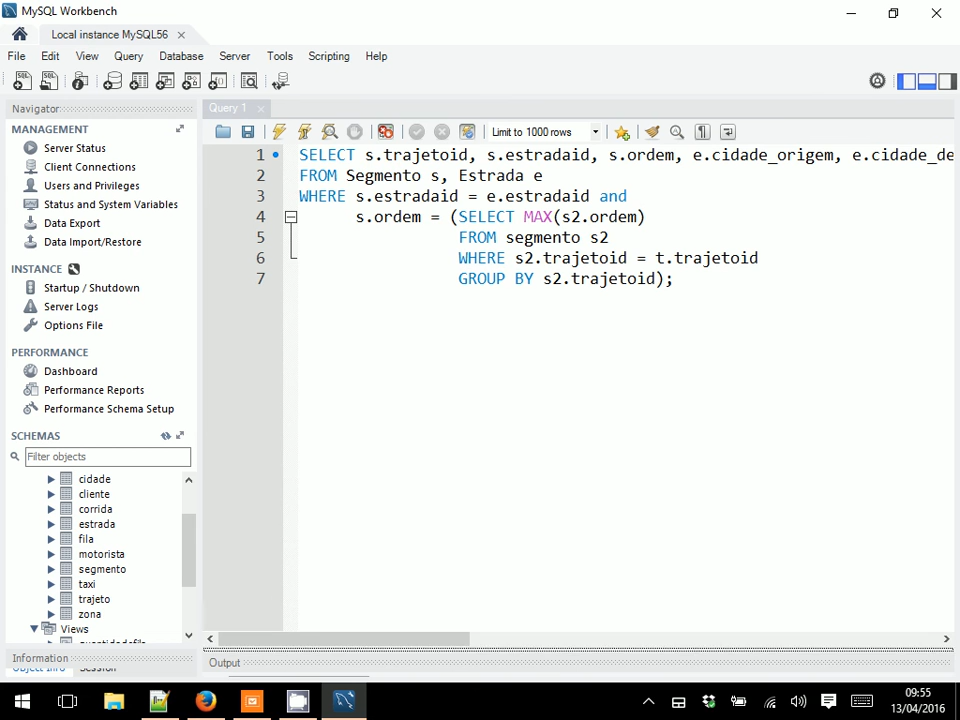 MySQL Workbench
Local instance MySQL56
File Edit View Query Database Server Tools Scripting Help
Navigator
MANAGEMENT
Server Status
Client Connections
Users and Privileges
Status and System Variables
Data Export
Data Import/Restore
INSTANCE
Startup / Shutdown
Server Logs
Options File
PERFORMANCE
Dashboard
Performance Reports
Performance Schema Setup
SCHEMAS
Filter objects
cidade
cliente
corrida
estrada
fila
motorista
segmento
taxi
trajeto
zona
Views
Information
Query 1
Limit to 1000 rows
1 SELECT s.trajetoid, s.estradaid, s.ordem, e.cidade_origem, e.cidade_de
2 FROM Segmento s, Estrada e
3 WHERE s.estradaid = e.estradaid and
4 s.ordem = (SELECT MAX(s2.ordem)
5 FROM segmento s2
6 WHERE s2.trajetoid = t.trajetoid
7 GROUP BY s2.trajetoid);
Output
09:55
13/04/2016